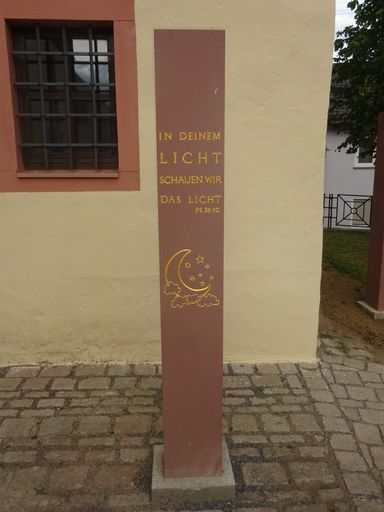 IN DEINEM
LICHT
SCHAUEN WIR
DAS LICHT
PS 36 10